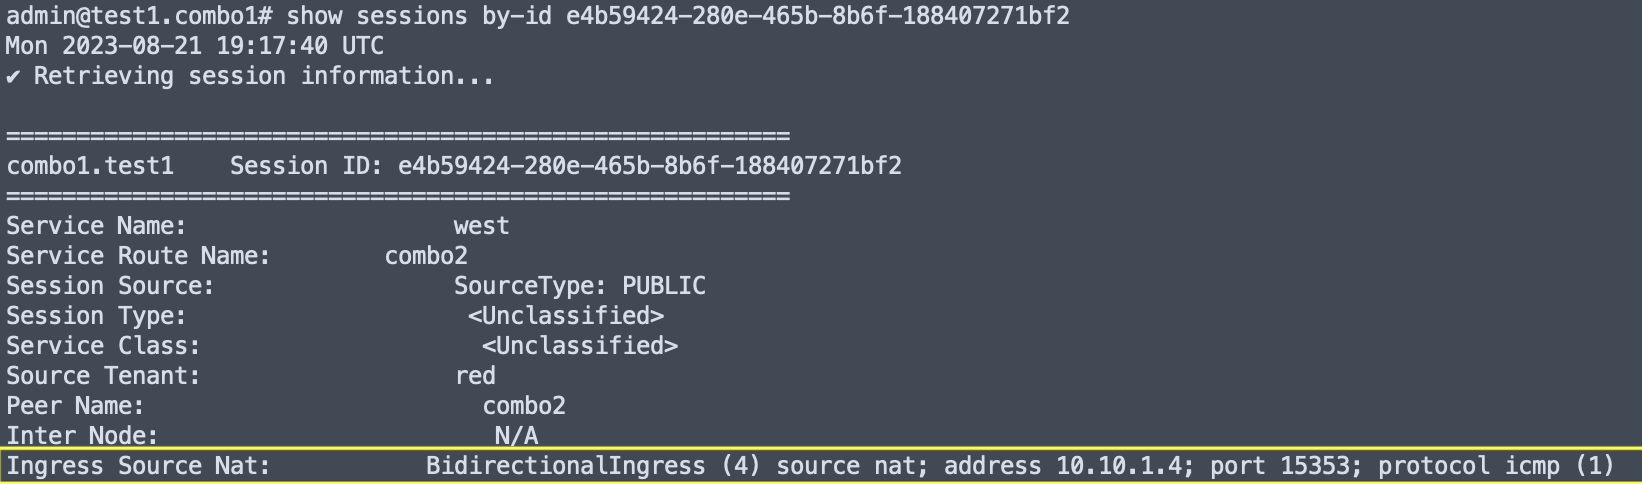 admin@test1.combo1# show sessions by-id e4b59424-280e-465b-8b6f-188407271bf2
Mon 2023-08-21 19:17:40 UTC
✔ Retrieving session information...
========================================================
combo1.test1    Session ID: e4b59424-280e-465b-8b6f-188407271bf2
========================================================
Service Name:                   west
Service Route Name:        combo2
Session Source:                 SourceType: PUBLIC
Session Type:                    <Unclassified>
Service Class:                    <Unclassified>
Source Tenant:                  red
Peer Name:                        combo2
Inter Node:                        N/A
Ingress Source Nat:           BidirectionalIngress (4) source nat; address 10.10.1.4; port 15353; protocol icmp (1)